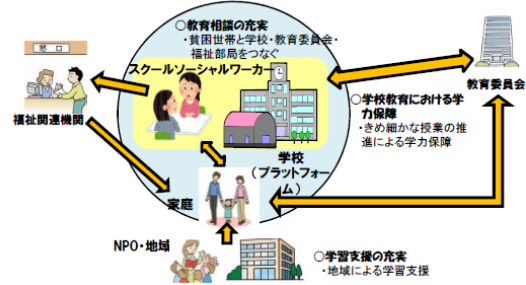 ○教育相談の充実
・貧困世帯と学校・教育委員会・
福祉部局をつなぐ
スクールソーシャルワーカー
窓口
福祉関連機関
教育委員会
○学校教育における学
力保障
・きめ細かな授業の推
進による学力保障
学校
(プラットフォー
ム)
家庭
NPO・地域
○学習支援の充実
・地域による学習支援